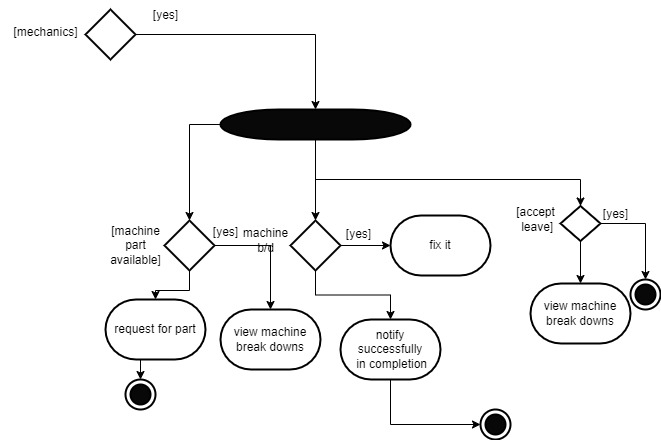 [yes]
[mechanics]
[machine
part
available]
[yes]
machine
b/d
[yes]
fix it
[accept
leave]
[yes]
request for part
view machine
break downs
notify
successfully
in completion
view machine
break downs